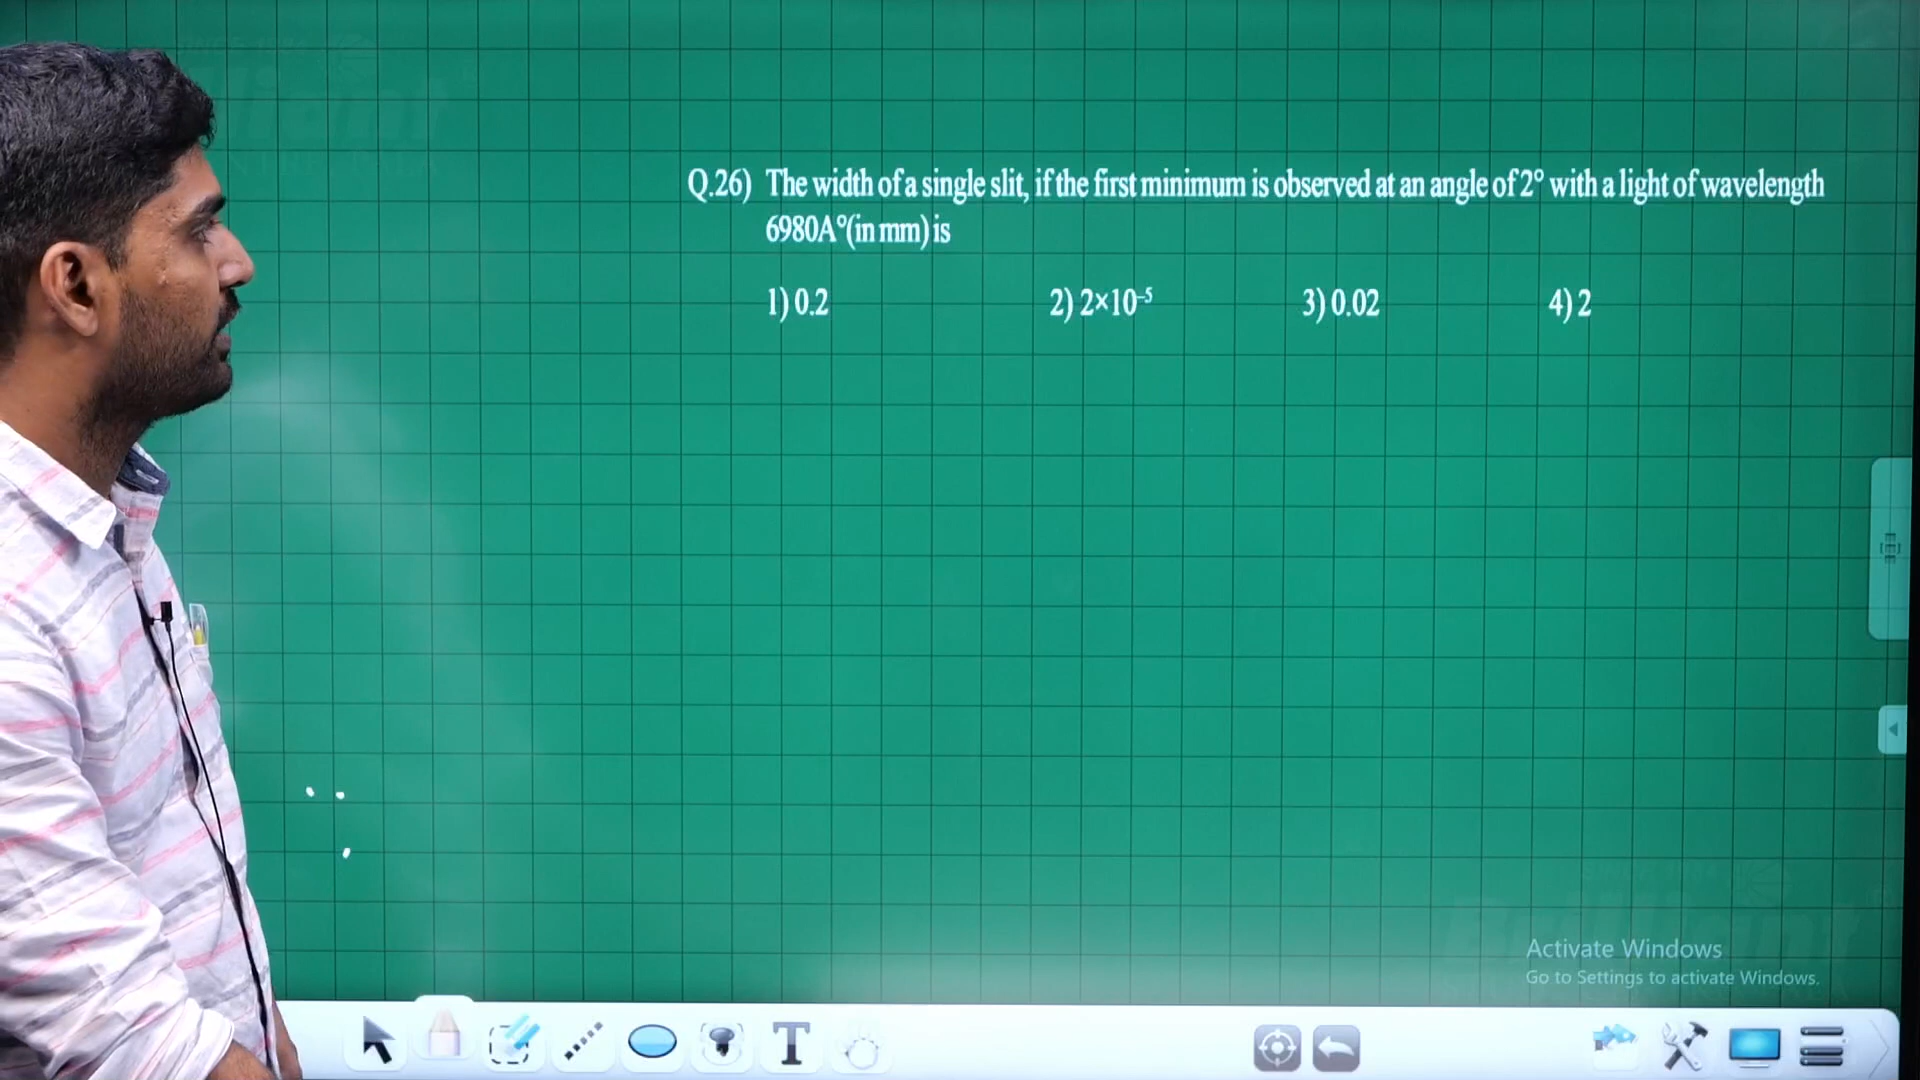 Q.26) The width of a single slit, if the first minimum is observed at an angle of 2° with a light of wavelength
6980A°(in mm) is
1) 0.2 2) 2×10⁻⁵ 3) 0.02 4) 2
Activate Windows
Go to Settings to activate Windows.
T